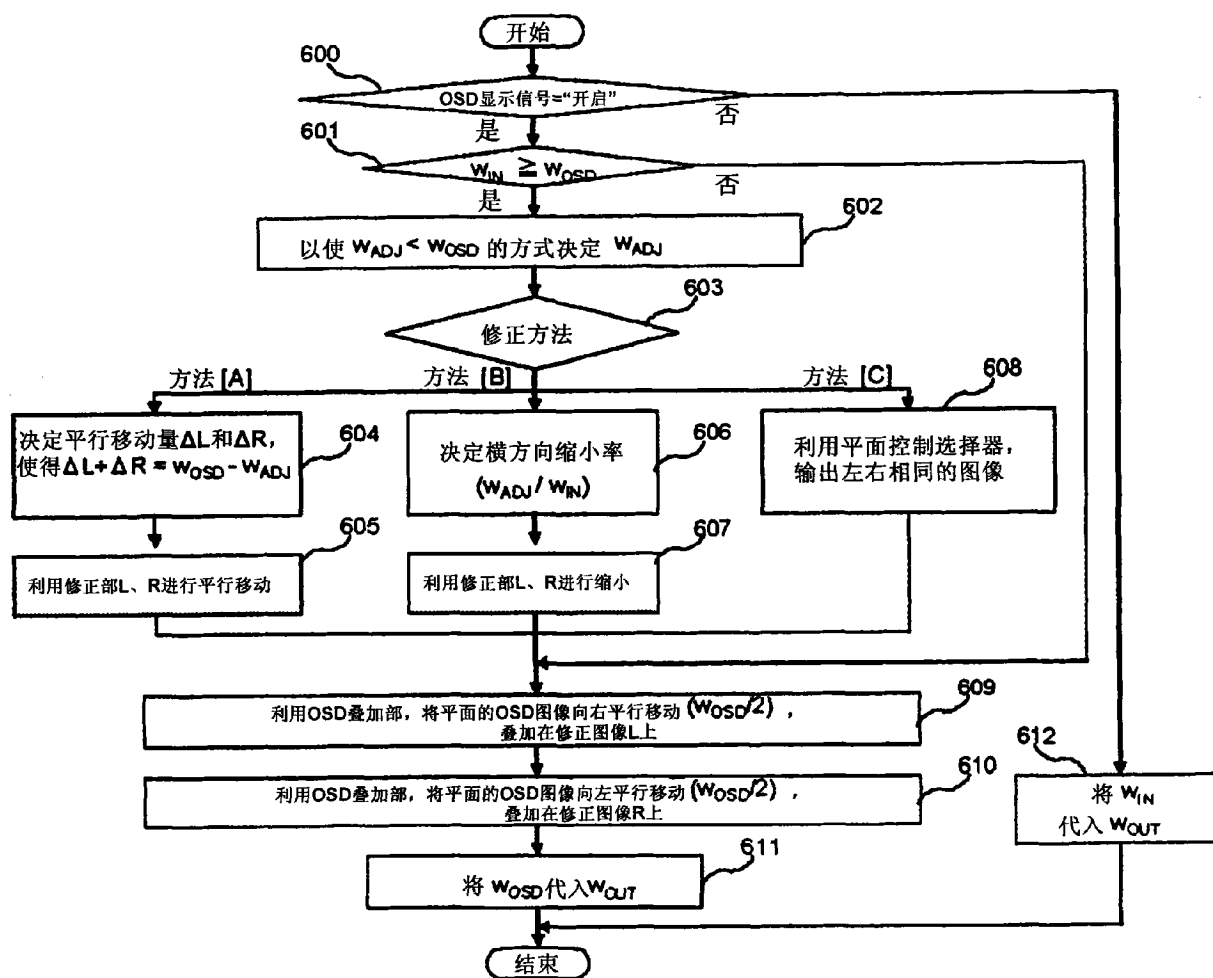 开始
600
OSD显示信号=“开启”
是
否
601
W_IN ≧ W_OSD
是
否
602
以使 W_ADJ < W_OSD 的方式决定 W_ADJ
603
修正方法
方法 [A]
方法 [B]
方法 [C]
608
决定平行移动量ΔL和ΔR,
使得ΔL+ΔR = W_OSD - W_ADJ
604
决定横方向缩小率
(W_ADJ / W_IN)
606
利用平面控制选择器，
输出左右相同的图像
605
利用修正部L、R进行平行移动
607
利用修正部L、R进行缩小
609
利用OSD叠加部，将平面的OSD图像向右平行移动 (W_OSD/2) ，
叠加在修正图像L上
610
利用OSD叠加部，将平面的OSD图像向左平行移动 (W_OSD/2) ，
叠加在修正图像R上
612
将 W_IN
代入 W_OUT
611
将 W_OSD 代入 W_OUT
结束